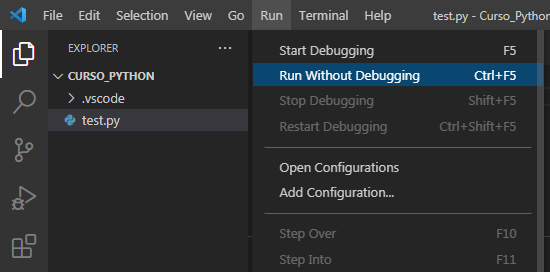 File Edit Selection View Go Run Terminal Help test.py - Curso_Python
EXPLORER
CURSO_PYTHON
.vscode
test.py
Start Debugging F5
Run Without Debugging Ctrl+F5
Stop Debugging Shift+F5
Restart Debugging Ctrl+Shift+F5
Open Configurations
Add Configuration...
Step Over F10
Step Into F11